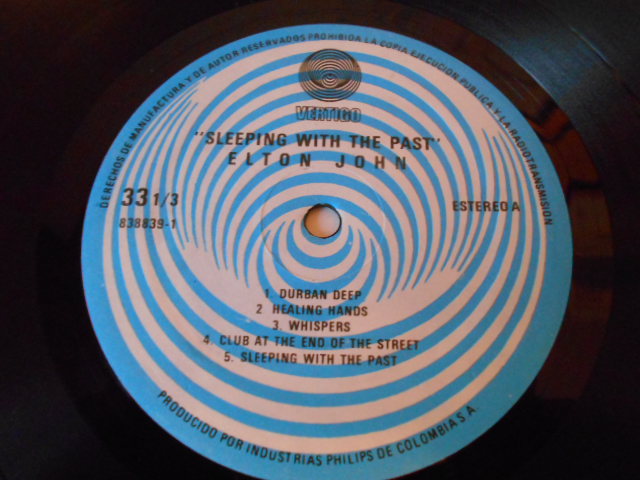 DERECHOS DE MANUFACTURA Y DE AUTOR RESERVADOS PROHIBIDA LA COPIA EJECUCION PUBLICA Y LA RADIOTRANSMISION
VERTIGO
"SLEEPING WITH THE PAST"
ELTON JOHN
33 1/3
838839-1
ESTEREO A
1. DURBAN DEEP
2 HEALING HANDS
3. WHISPERS
4. CLUB AT THE END OF THE STREET
5. SLEEPING WITH THE PAST
PRODUCIDO POR INDUSTRIAS PHILIPS DE COLOMBIA S.A.